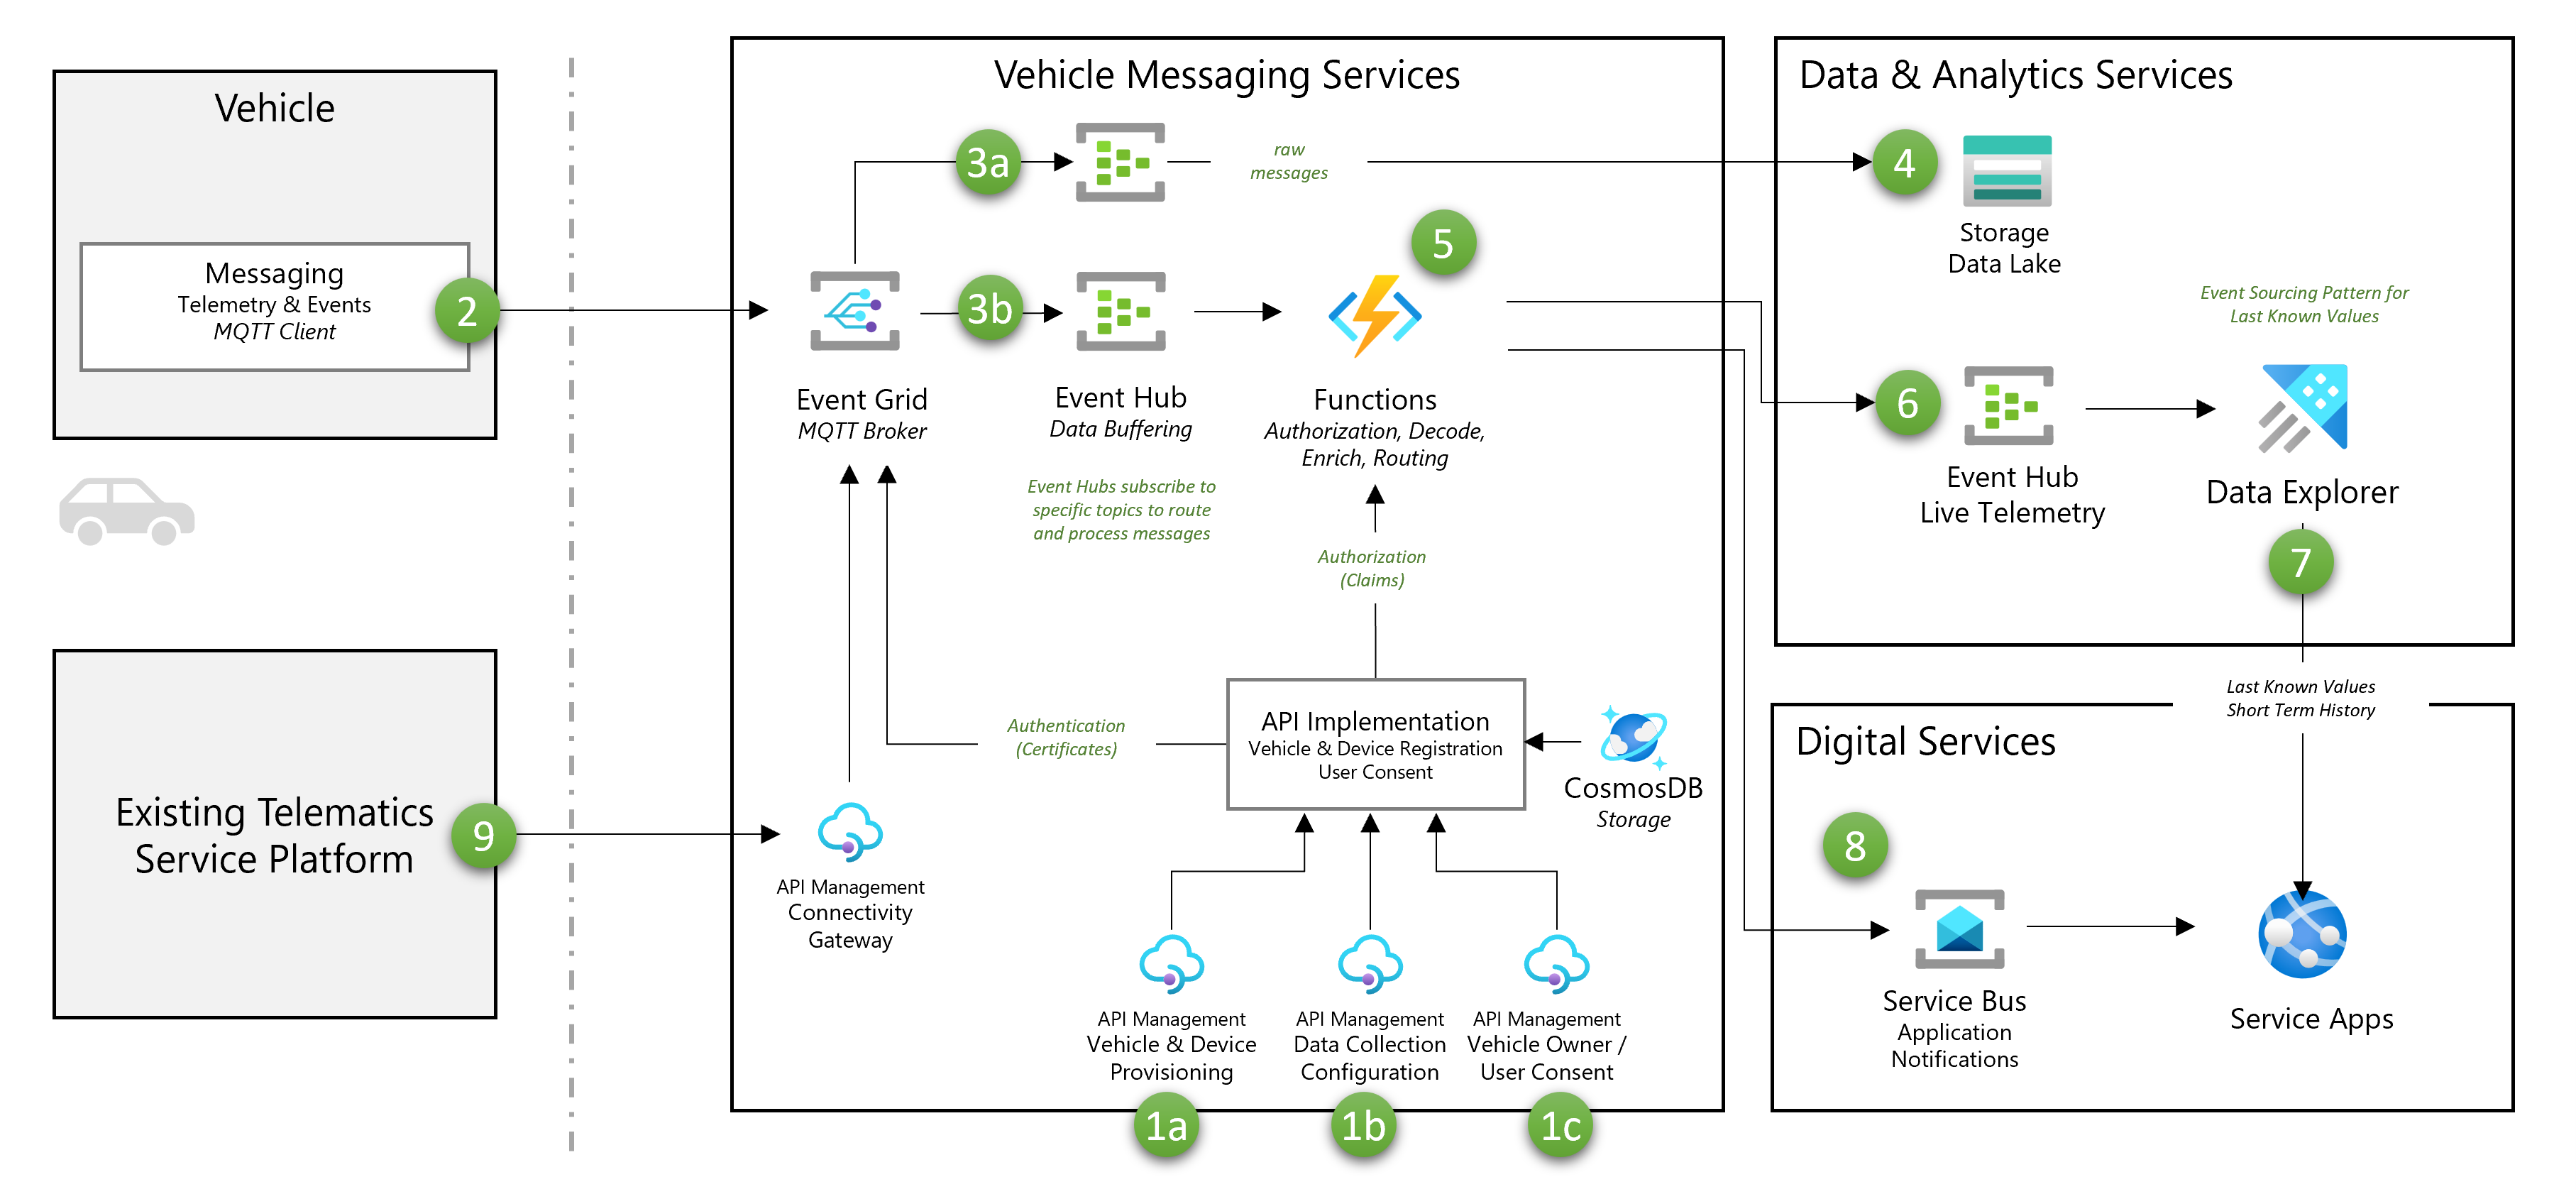 Vehicle
Messaging
Telemetry & Events
MQTT Client
2
Existing Telematics
Service Platform
9
Vehicle Messaging Services
3a
raw
messages
5
3b
Event Grid
MQTT Broker
Event Hub
Data Buffering
Functions
Authorization, Decode,
Enrich, Routing
Event Hubs subscribe to
specific topics to route
and process messages
Authorization
(Claims)
Authentication
(Certificates)
API Implementation
Vehicle & Device Registration
User Consent
CosmosDB
Storage
API Management
Connectivity
Gateway
API Management
Vehicle & Device
Provisioning
1a
API Management
Data Collection
Configuration
1b
API Management
Vehicle Owner /
User Consent
1c
Data & Analytics Services
4
Storage
Data Lake
Event Sourcing Pattern for
Last Known Values
6
Event Hub
Live Telemetry
Data Explorer
7
Last Known Values
Short Term History
Digital Services
8
Service Bus
Application
Notifications
Service Apps